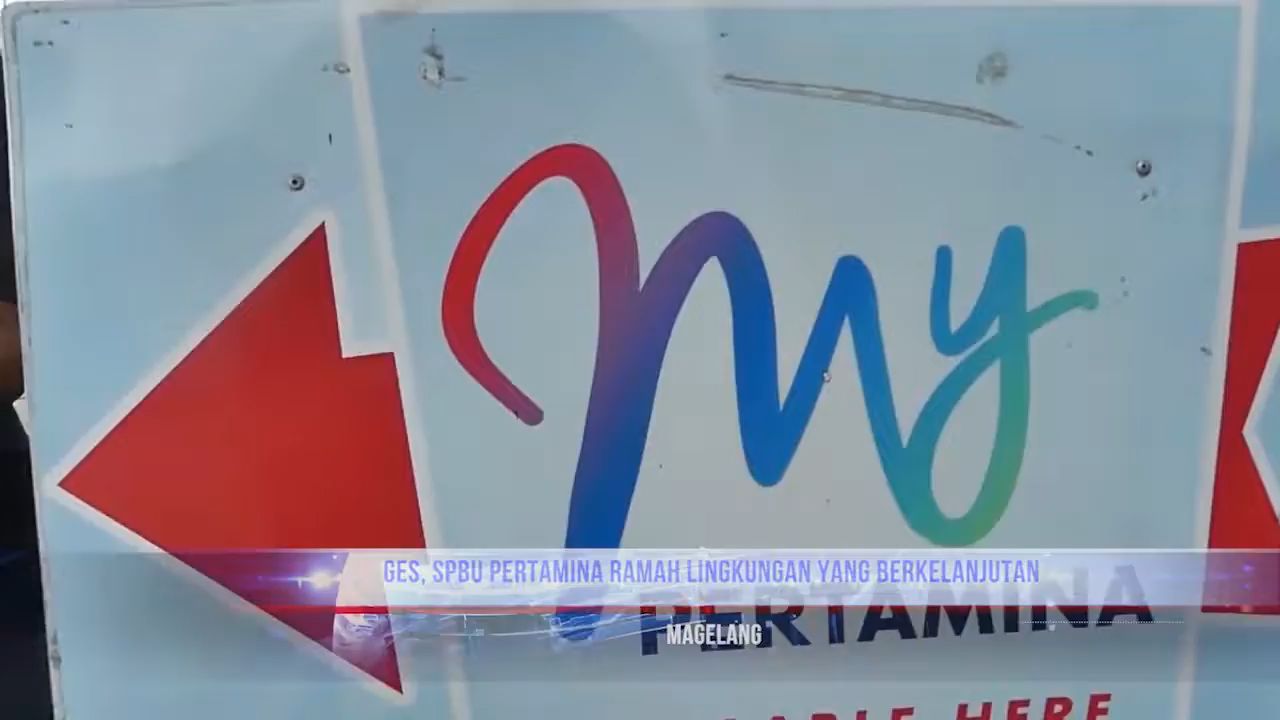 my
GES, SPBU PERTAMINA RAMAH LINGKUNGAN YANG BERKELANJUTAN
PERTAMINA
MAGELANG
HERE